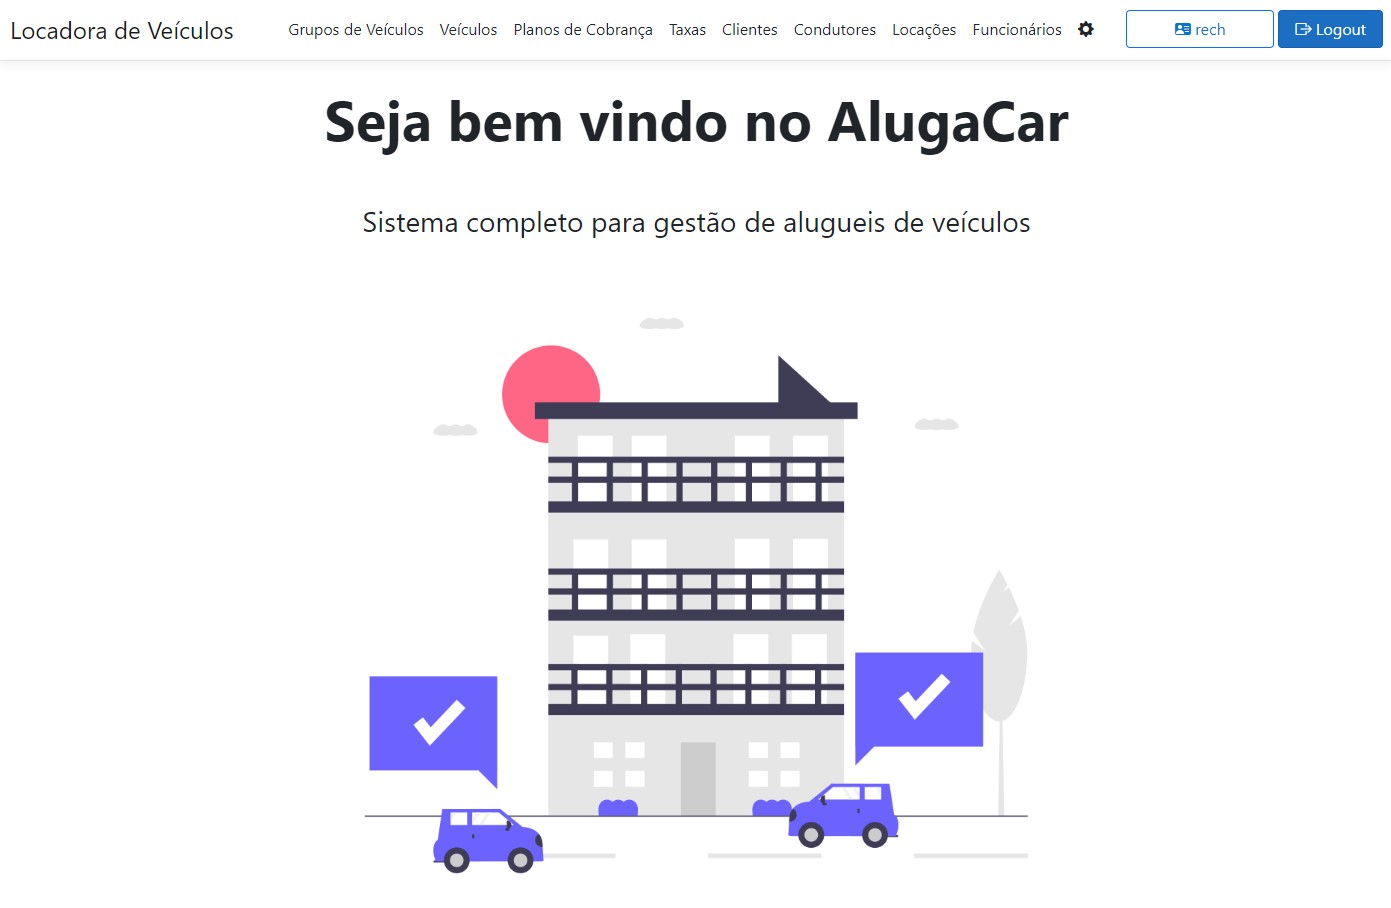 Locadora de Veículos
Grupos de Veículos Veículos Planos de Cobrança Taxas Clientes Condutores Locações Funcionários
rech
Logout
Seja bem vindo no AlugaCar
Sistema completo para gestão de alugueis de veículos